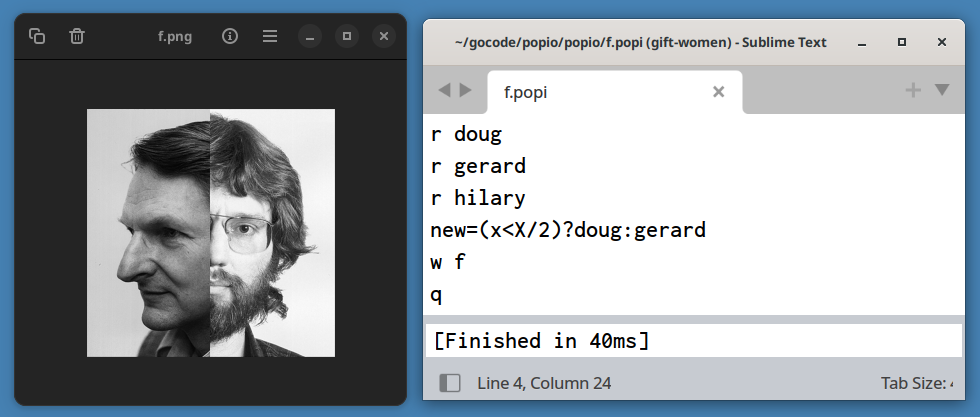 f.png
~/gocode/popio/popio/f.popi (gift-women) - Sublime Text
f.popi
r doug
r gerard
r hilary
new=(x<X/2)?doug:gerard
w f
q
[Finished in 40ms]
Line 4, Column 24
Tab Size: